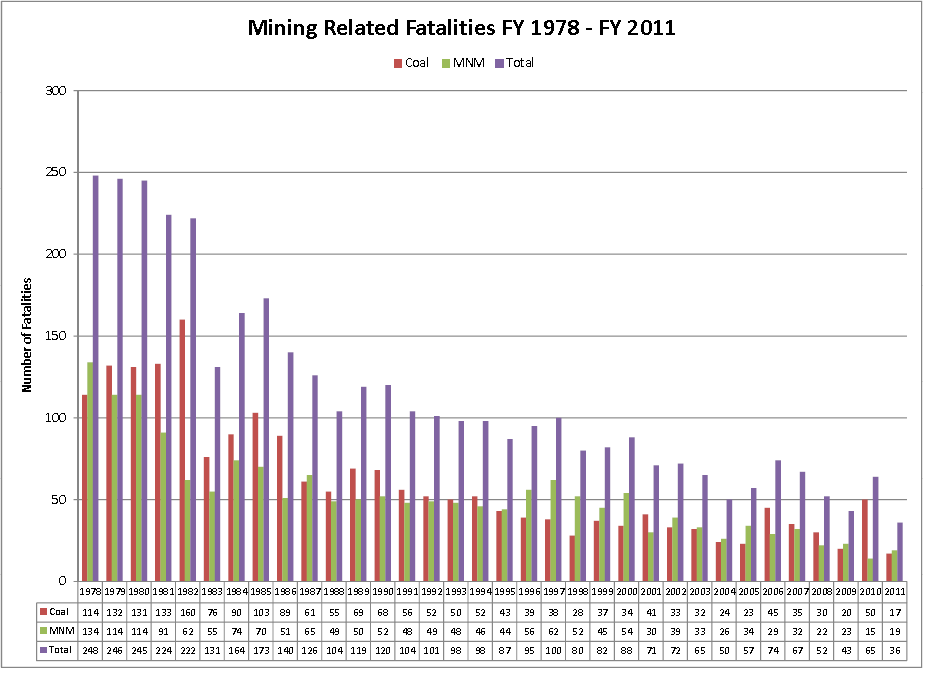 Mining Related Fatalities FY 1978 - FY 2011
Coal MNM Total
300
250
200
150
100
50
0
Number of Fatalities
1978 1979 1980 1981 1982 1983 1984 1985 1986 1987 1988 1989 1990 1991 1992 1993 1994 1995 1996 1997 1998 1999 2000 2001 2002 2003 2004 2005 2006 2007 2008 2009 2010 2011
Coal 114 132 131 133 160 76 90 103 89 61 55 69 68 56 52 50 52 43 39 38 28 37 34 41 33 32 24 23 45 35 30 20 50 17
MNM 134 114 114 91 62 55 74 70 51 65 49 50 52 48 49 48 46 44 56 62 52 45 54 30 39 33 26 34 29 32 22 23 15 19
Total 248 246 245 224 222 131 164 173 140 126 104 119 120 104 101 98 98 87 95 100 80 82 88 71 72 65 50 57 74 67 52 43 65 36